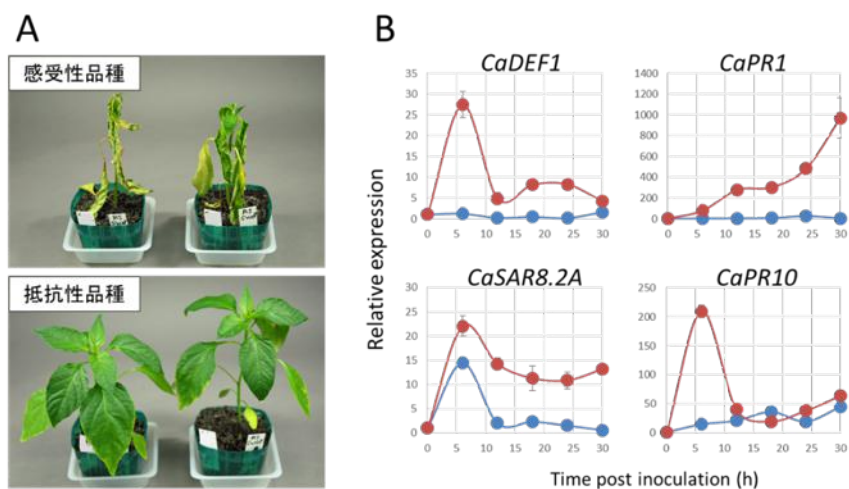 A
感受性品種
抵抗性品種
B
Relative expression
CaDEF1
35
30
25
20
15
10
5
0
0 5 10 15 20 25 30
CaPR1
1400
1200
1000
800
600
400
200
0
0 5 10 15 20 25 30
CaSAR8.2A
30
25
20
15
10
5
0
0 5 10 15 20 25 30
CaPR10
250
200
150
100
50
0
0 5 10 15 20 25 30
Time post inoculation (h)